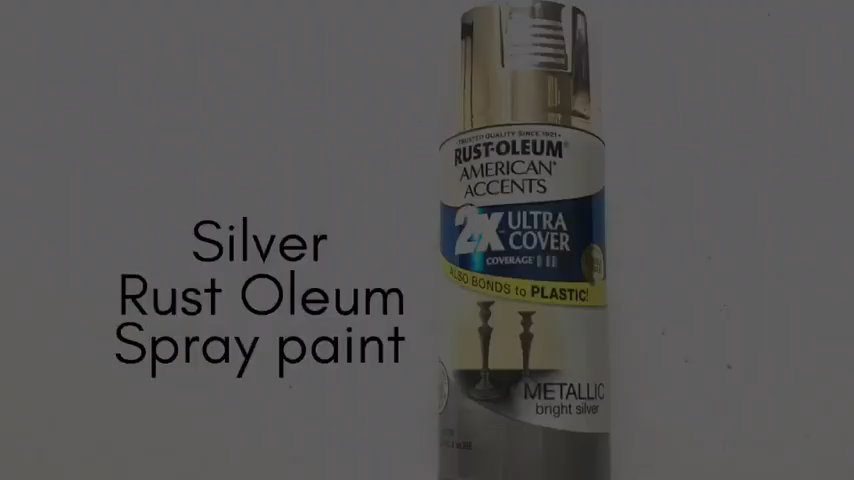 Silver
Rust Oleum
Spray paint
TRUSTED QUALITY SINCE 1921
RUST-OLEUM®
AMERICAN®
ACCENTS
2X ULTRA
COVER
COVERAGE
ALSO BONDS to PLASTIC!
METALLIC
bright silver